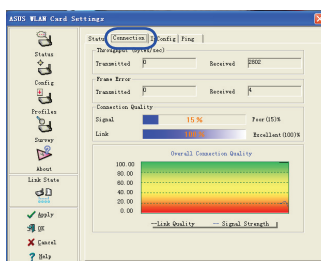 ASUS WLAN Card Settings
Status Connection IPConfig Ping
Throughput (bytes/sec)
Transmitted 0 Received 2802
Frame Error
Transmitted 0 Received 4
Connection Quality
Signal 15 % Poor (15)%
Link 100 % Excellent (100)%
Overall Connection Quality
100.00
80.00
60.00
40.00
20.00
0.00
Link Quality Signal Strength
Status
Config
Profiles
Survey
About
Link State
Apply
OK
Cancel
Help